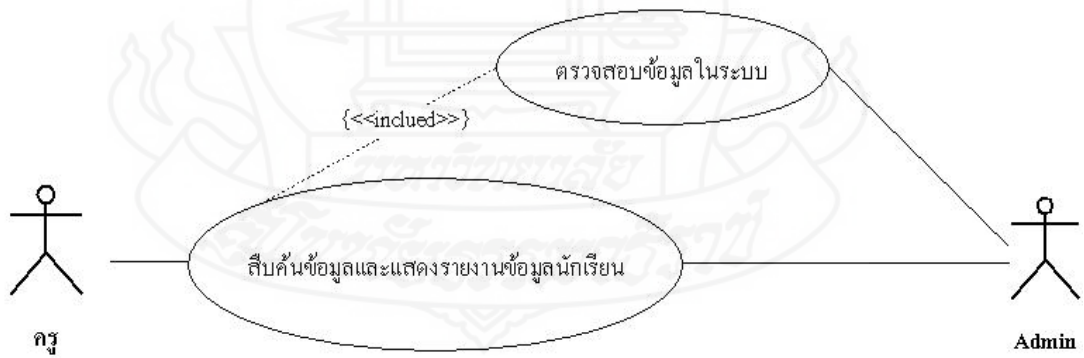 ตรวจสอบข้อมูลในระบบ
{<<inclued>>}
สืบค้นข้อมูลและแสดงรายงานข้อมูลนักเรียน
ครู
Admin